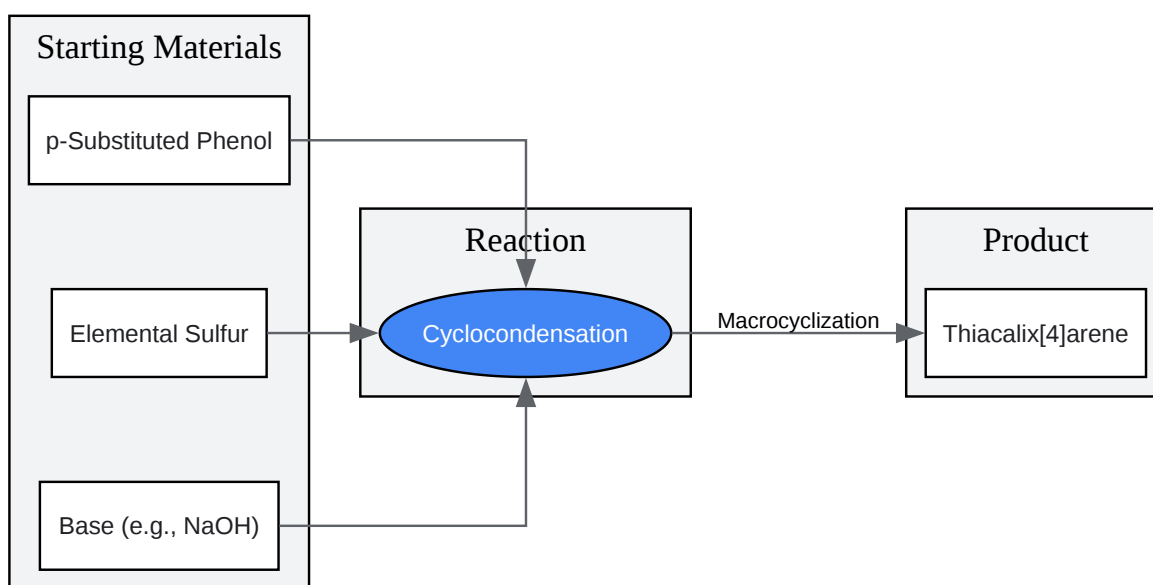 Starting Materials
p-Substituted Phenol
Elemental Sulfur
Base (e.g., NaOH)
Reaction
Cyclocondensation
Macrocyclization
Product
Thiacalix[4]arene